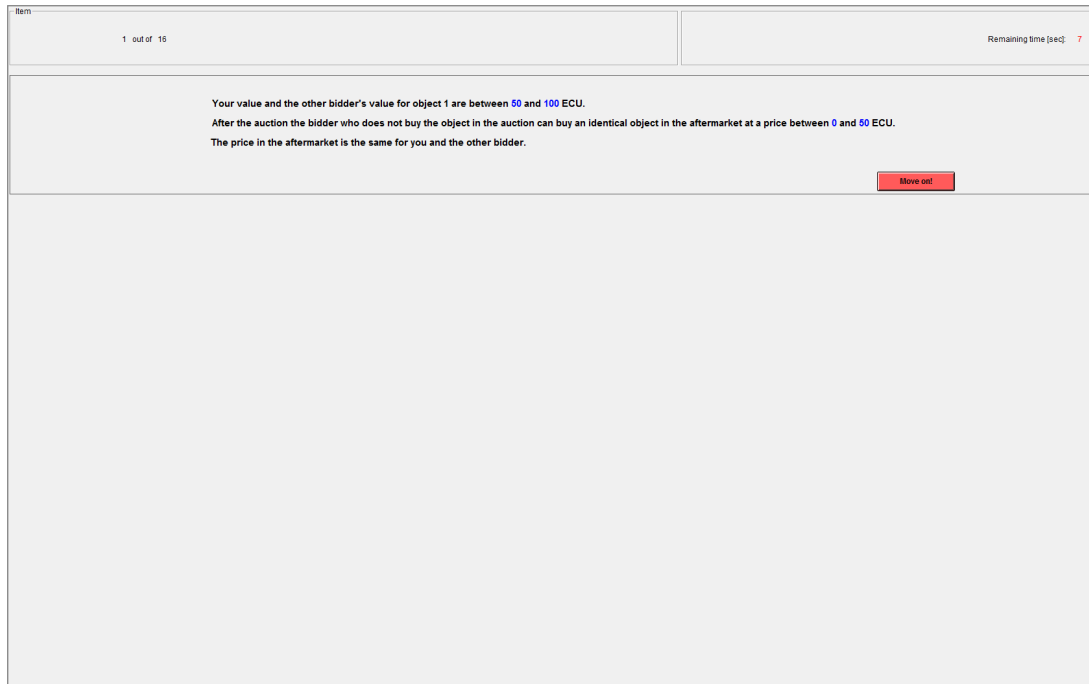 Item
1 out of 16
Remaining time [sec]: 7
Your value and the other bidder's value for object 1 are between 50 and 100 ECU.
After the auction the bidder who does not buy the object in the auction can buy an identical object in the aftermarket at a price between 0 and 50 ECU.
The price in the aftermarket is the same for you and the other bidder.
Move on!